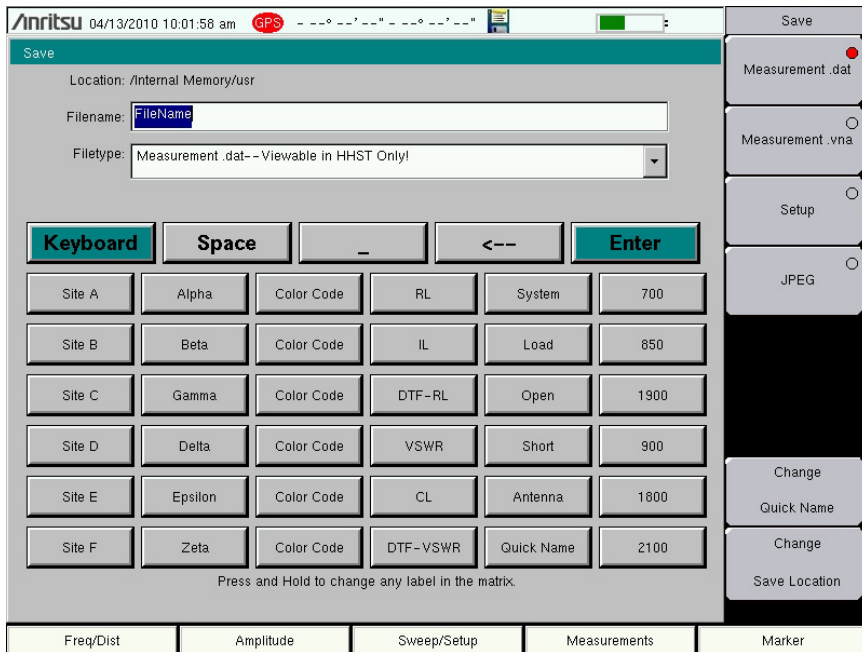 /Inritsu 04/13/2010 10:01:58 am GPS - --° --'--" - --° --'--"
Save
Save
Location: /Internal Memory/usr
Filename: FileName
Filetype: Measurement .dat--Viewable in HHST Only!
Keyboard Space _ <-- Enter
Site A Alpha Color Code RL System 700
Site B Beta Color Code IL Load 850
Site C Gamma Color Code DTF-RL Open 1900
Site D Delta Color Code VSWR Short 900
Site E Epsilon Color Code CL Antenna 1800
Site F Zeta Color Code DTF-VSWR Quick Name 2100
Press and Hold to change any label in the matrix.
Measurement .dat
Measurement .vna
Setup
JPEG
Change
Quick Name
Change
Save Location
Freq/Dist Amplitude Sweep/Setup Measurements Marker